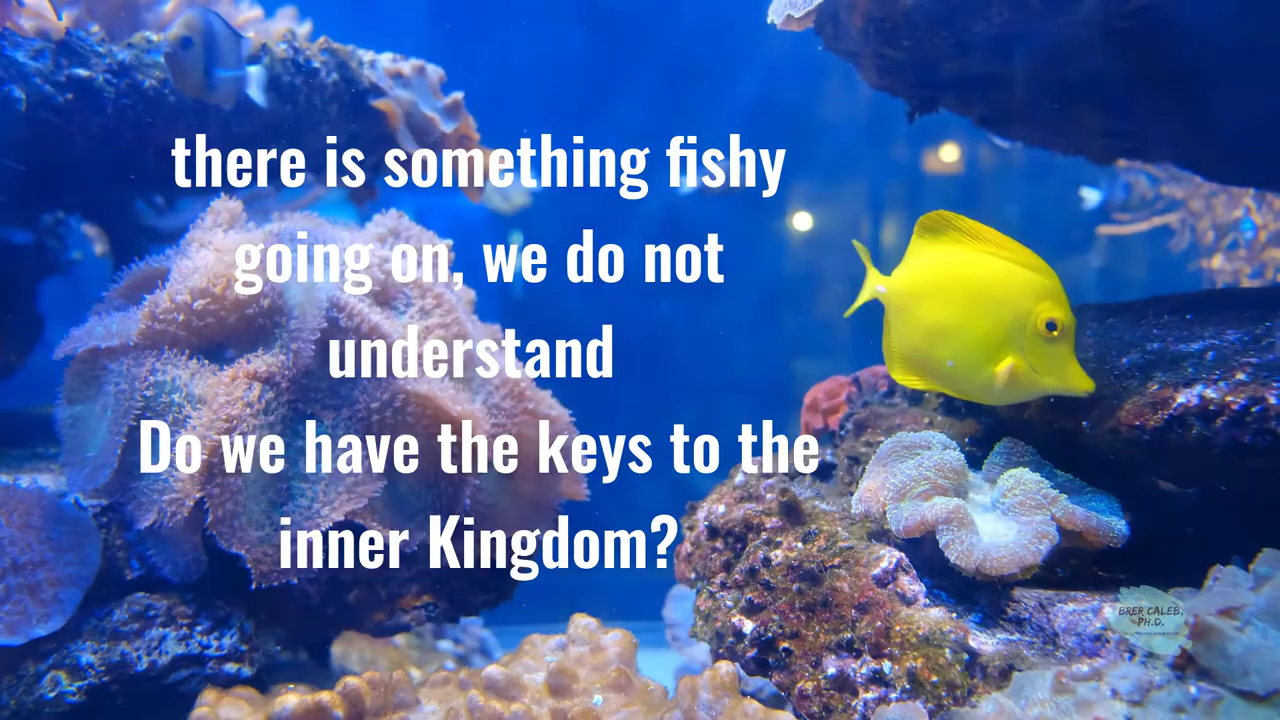 there is something fishy
going on, we do not
understand
Do we have the keys to the
inner Kingdom?
BRER CALEB,
PH.D.